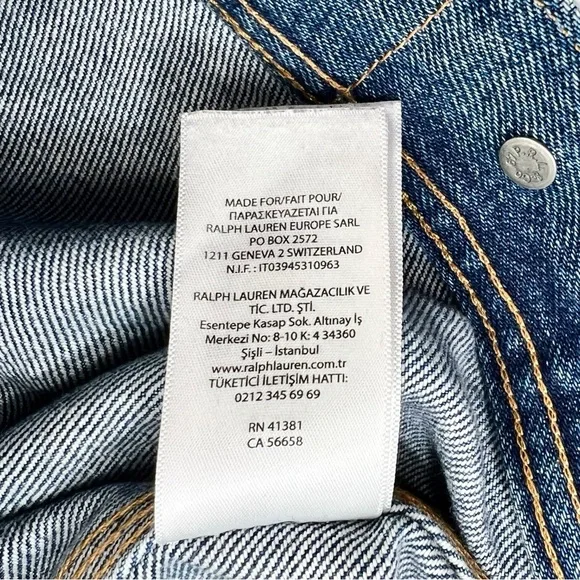 MADE FOR/FAIT POUR/
ΠΑΡΑΣΚΕΥΑΖΕΤΑΙ ΓΙΑ
RALPH LAUREN EUROPE SARL
PO BOX 2572
1211 GENEVA 2 SWITZERLAND
N.I.F. : IT03945310963
RALPH LAUREN MAĞAZACILIK VE
TİC. LTD. ŞTİ.
Esentepe Kasap Sok. Altınay İş
Merkezi No: 8-10 K: 4 34360
Şişli – İstanbul
www.ralphlauren.com.tr
TÜKETİCİ İLETİŞİM HATTI:
0212 345 69 69
RN 41381
CA 56658